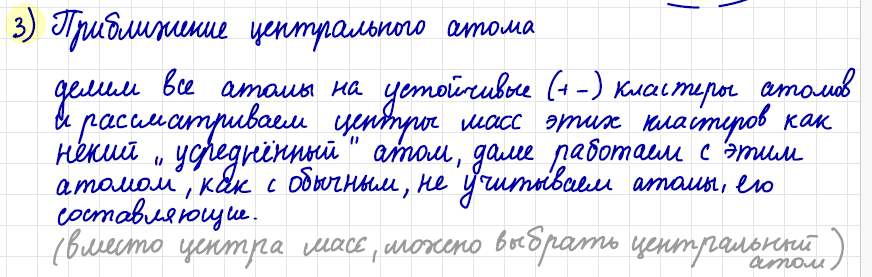 3) Приближение центрального атома
делим все атомы на устойчивые (+-) кластеры атомов
и рассматриваем центры масс этих кластеров как
некий „усреднённый" атом, далее работаем с этим
атомом, как с обычным, не учитываем атомы, его
составляющие.
(вместо центра масс, можно выбрать центральный
атом)